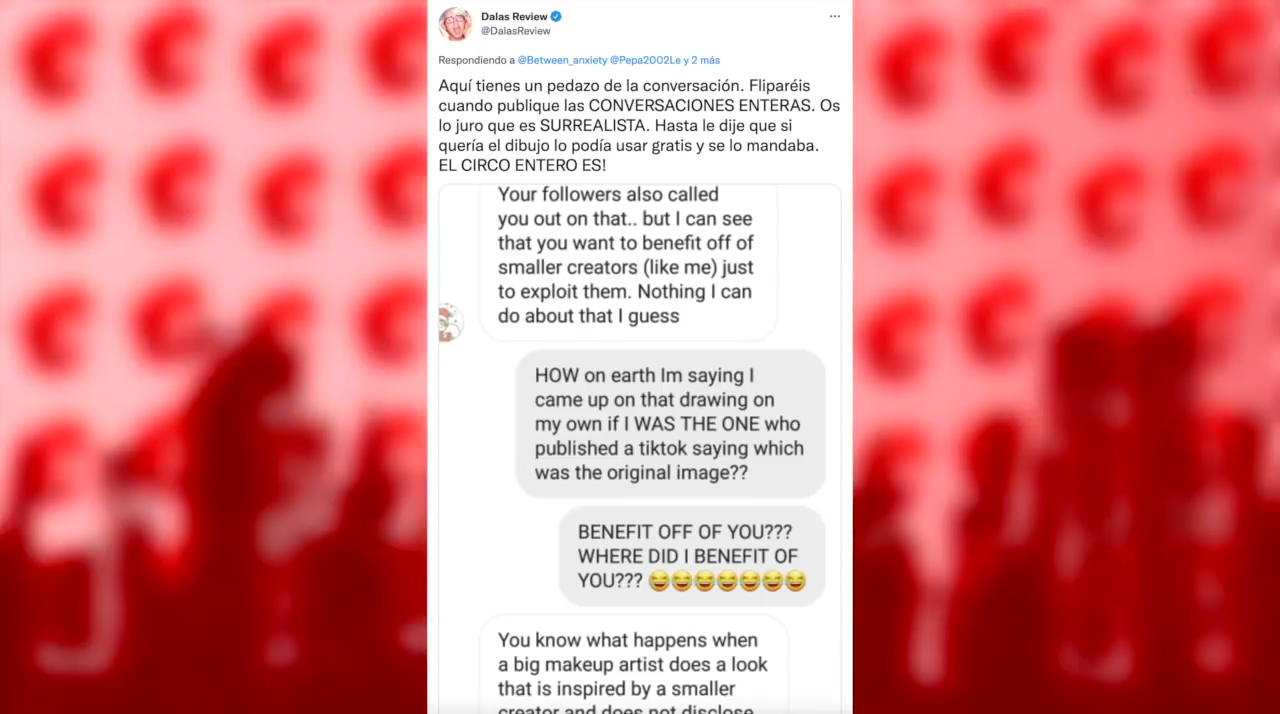 Dalas Review
@DalasReview
Respondiendo a @Between_anxiety @Pepa2002Le y 2 más
Aquí tienes un pedazo de la conversación. Fliparéis
cuando publique las CONVERSACIONES ENTERAS. Os
lo juro que es SURREALISTA. Hasta le dije que si
quería el dibujo lo podía usar gratis y se lo mandaba.
EL CIRCO ENTERO ES!
Your followers also called
you out on that.. but I can see
that you want to benefit off of
smaller creators (like me) just
to exploit them. Nothing I can
do about that I guess
HOW on earth Im saying I
came up on that drawing on
my own if I WAS THE ONE who
published a tiktok saying which
was the original image??
BENEFIT OFF OF YOU???
WHERE DID I BENEFIT OF
YOU??? 😂😂😂😂😂😂😂
You know what happens when
a big makeup artist does a look
that is inspired by a smaller
creator and does not disclose